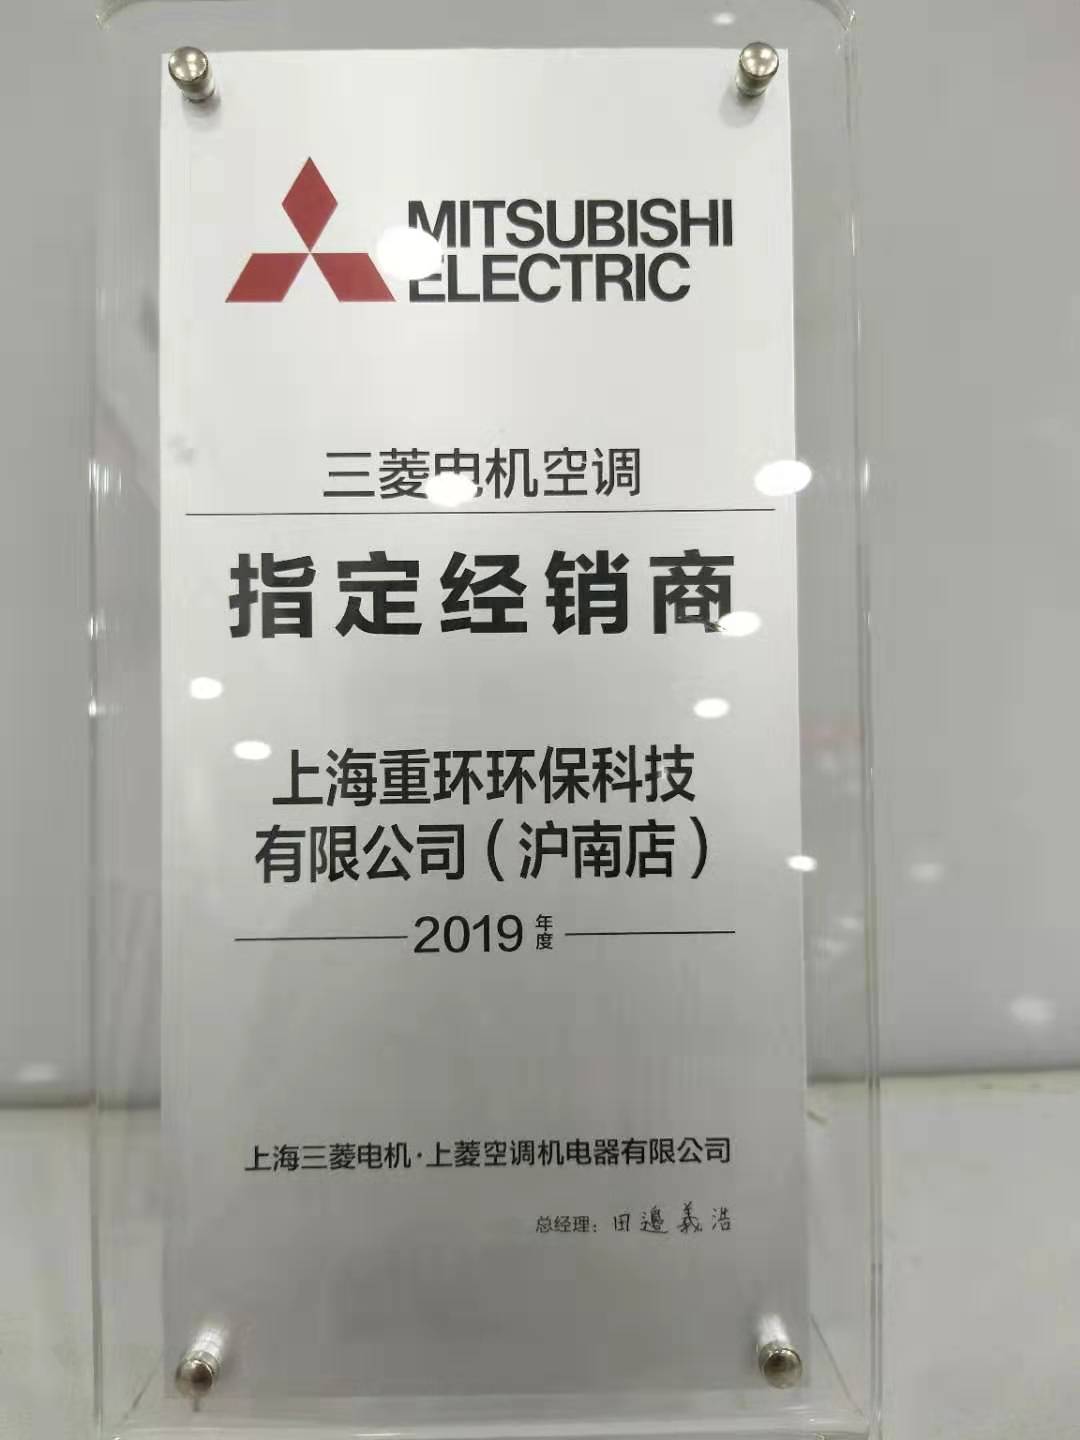 MITSUBISHI
ELECTRIC
三菱电机空调
指定经销商
上海重环环保科技
有限公司（沪南店）
2019年度
上海三菱电机·上菱空调机电器有限公司
总经理：田邉義浩